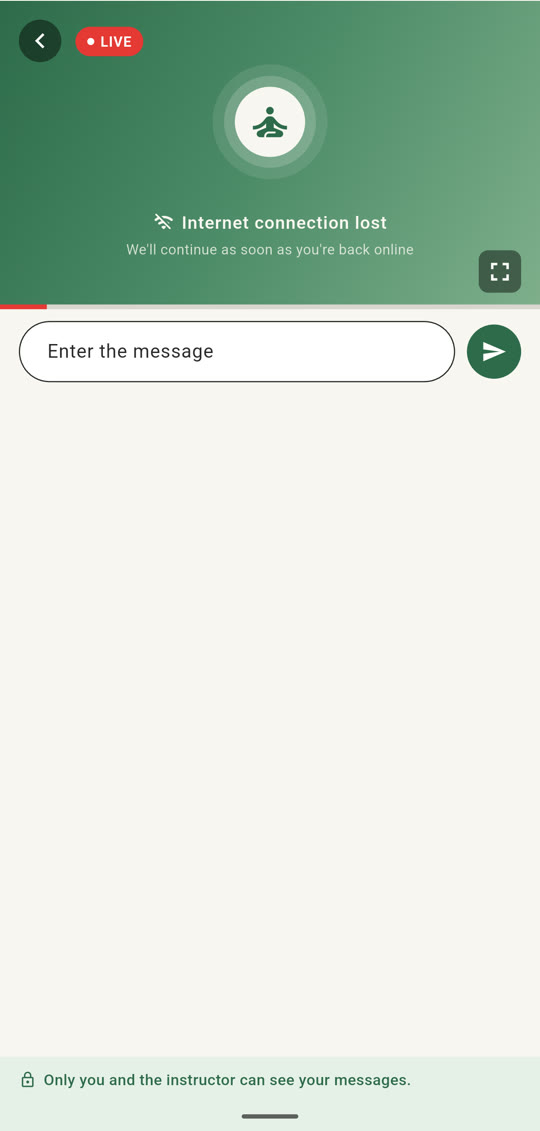 LIVE
Internet connection lost
We'll continue as soon as you're back online
Enter the message
Only you and the instructor can see your messages.